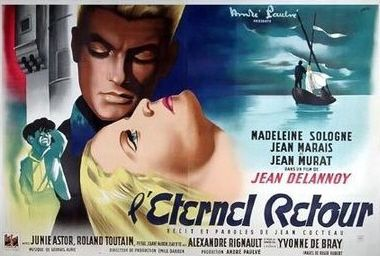 André Paulvé
PRÉSENTE
MADELEINE SOLOGNE
JEAN MARAIS
JEAN MURAT
DANS UN FILM DE
JEAN DELANNOY
l'Eternel Retour
RÉCIT ET PAROLES DE JEAN COCTEAU
AVEC JUNIE ASTOR, ROLAND TOUTAIN, ALEXANDRE RIGNAULT YVONNE DE BRAY
MUSIQUE DE GEORGES AURIC DIRECTEUR DE PRODUCTION EMILE DARBON PRODUCTION ANDRÉ PAULVÉ IMAGES DE ROGER HUBERT